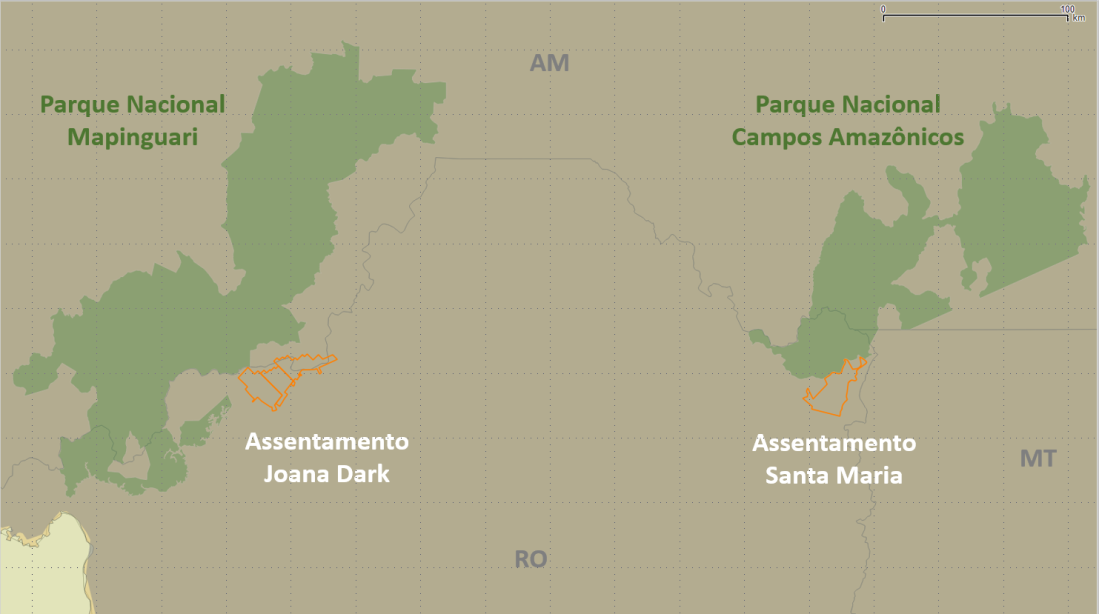 0 100
km
AM
Parque Nacional
Mapinguari
Parque Nacional
Campos Amazônicos
Assentamento
Joana Dark
Assentamento
Santa Maria
MT
RO